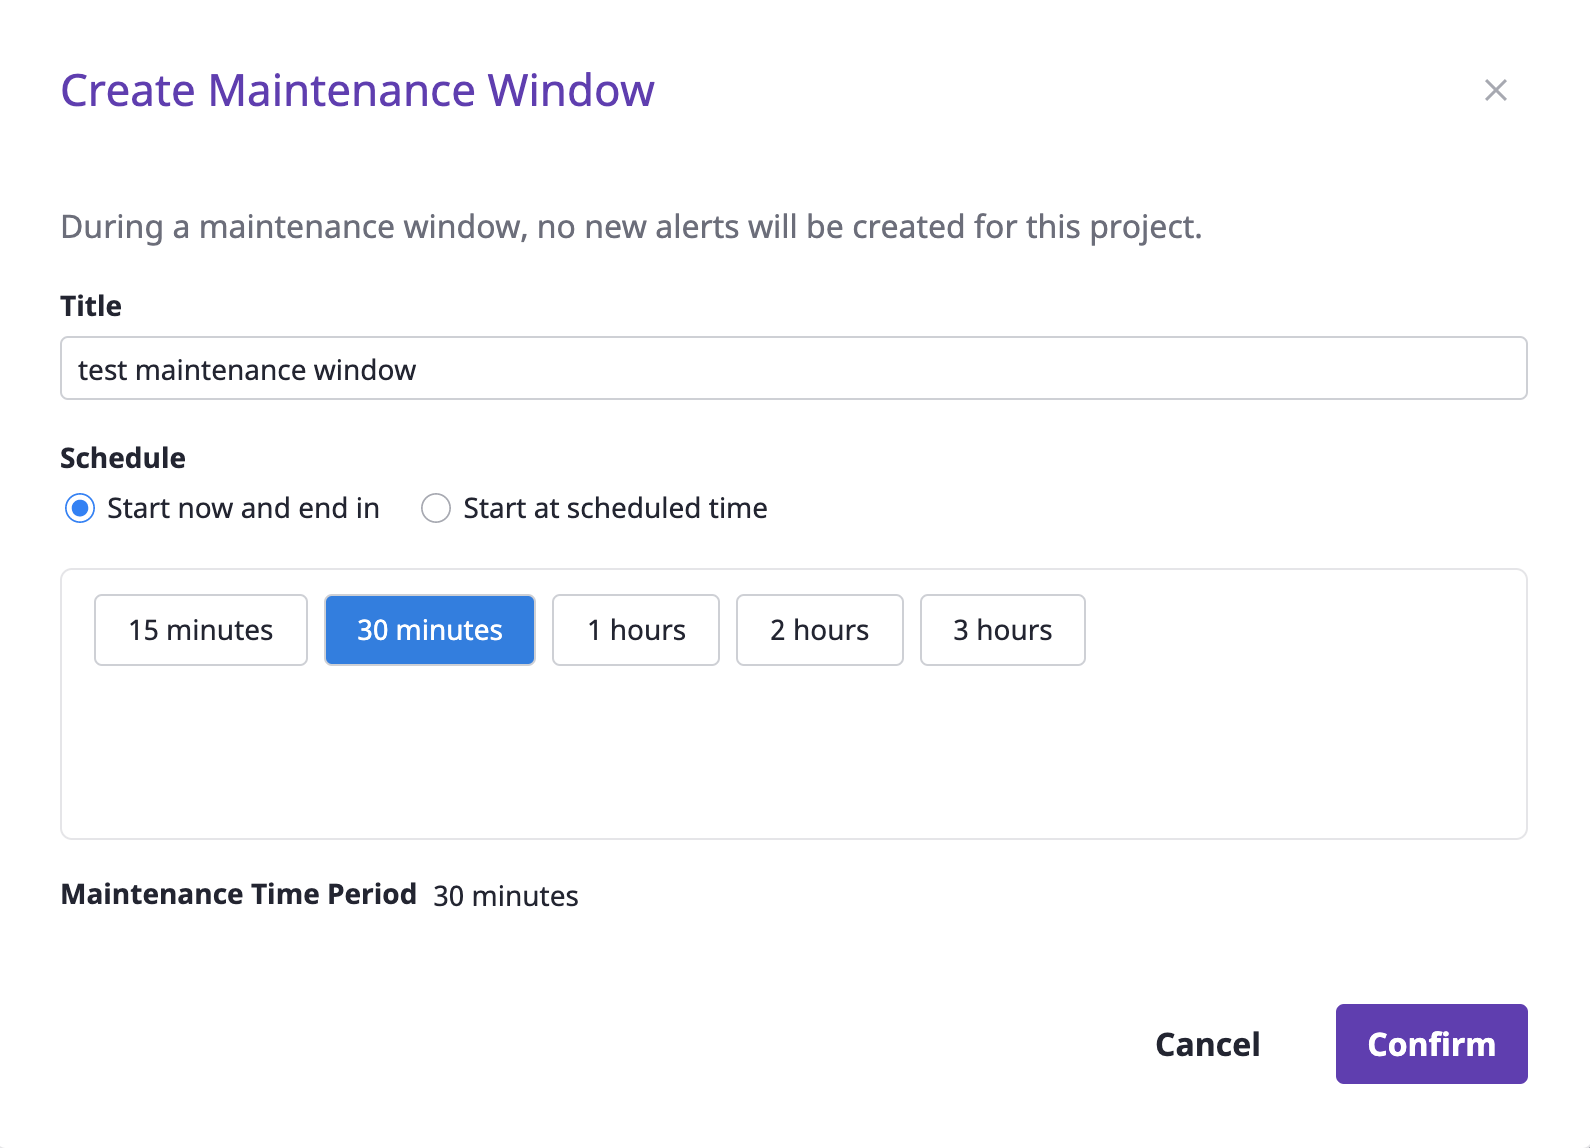 Create Maintenance Window
During a maintenance window, no new alerts will be created for this project.
Title
test maintenance window
Schedule
Start now and end in Start at scheduled time
15 minutes 30 minutes 1 hours 2 hours 3 hours
Maintenance Time Period 30 minutes
Cancel Confirm